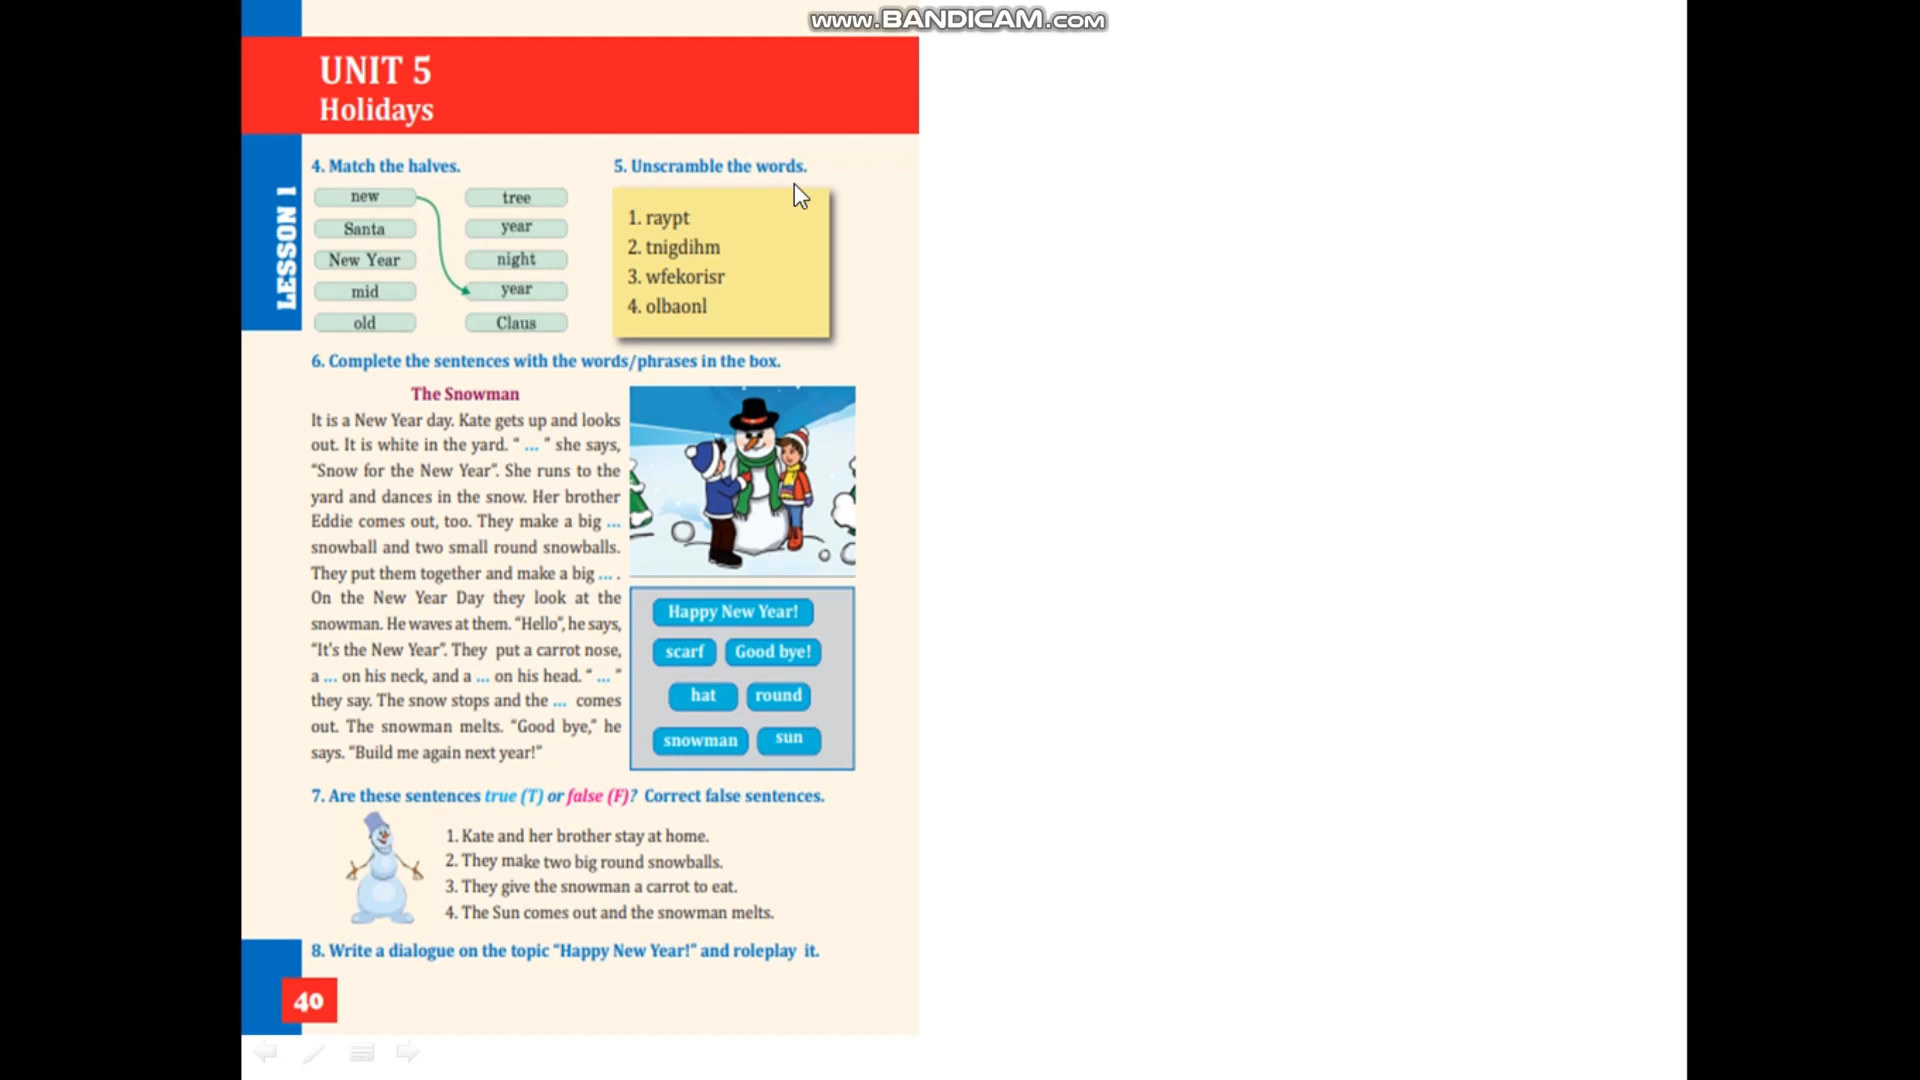 www.BANDICAM.com
UNIT 5
Holidays
LESSON 1
4. Match the halves.
new
Santa
New Year
mid
old
tree
year
night
year
Claus
5. Unscramble the words.
1. raypt
2. tnigdihm
3. wfekorisr
4. olbaonl
6. Complete the sentences with the words/phrases in the box.
The Snowman
It is a New Year day. Kate gets up and looks
out. It is white in the yard. “ ... ” she says,
“Snow for the New Year”. She runs to the
yard and dances in the snow. Her brother
Eddie comes out, too. They make a big ...
snowball and two small round snowballs.
They put them together and make a big ... .
On the New Year Day they look at the
snowman. He waves at them. “Hello”, he says,
“It's the New Year”. They put a carrot nose,
a ... on his neck, and a ... on his head. “ ... ”
they say. The snow stops and the ... comes
out. The snowman melts. “Good bye,” he
says. “Build me again next year!”
Happy New Year!
scarf Good bye!
hat round
snowman sun
7. Are these sentences true (T) or false (F)? Correct false sentences.
1. Kate and her brother stay at home.
2. They make two big round snowballs.
3. They give the snowman a carrot to eat.
4. The Sun comes out and the snowman melts.
8. Write a dialogue on the topic “Happy New Year!” and roleplay it.
40